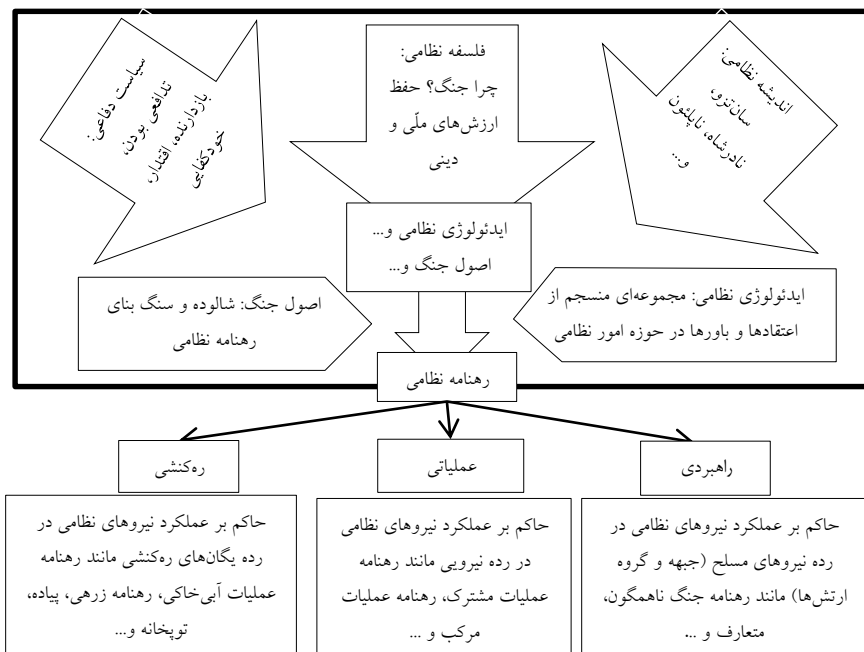 اندیشه نظامی:
سان‌تزو،
نادرشاه، ناپلئون
و...
فلسفه نظامی:
چرا جنگ؟ حفظ
ارزش‌های ملّی و
دینی
سیاست دفاعی:
تدافعی بودن،
بازدارنده، اقتدار،
خودکفایی
ایدئولوژی نظامی و...
اصول جنگ و...
ایدئولوژی نظامی: مجموعه‌ای منسجم از
اعتقادها و باورها در حوزه امور نظامی
اصول جنگ: شالوده و سنگ بنای
رهنامه نظامی
رهنامه نظامی
راهبردی
عملیاتی
ره‌کنشی
حاکم بر عملکرد نیروهای نظامی در
رده نیروهای مسلح (جبهه و گروه
ارتش‌ها) مانند رهنامه جنگ ناهمگون،
متعارف و ...
حاکم بر عملکرد نیروهای نظامی
در رده نیرویی مانند رهنامه
عملیات مشترک، رهنامه عملیات
مرکب و ...
حاکم بر عملکرد نیروهای نظامی در
رده یگان‌های ره‌کنشی مانند رهنامه
عملیات آبی‌خاکی، رهنامه زرهی، پیاده،
توپخانه و...